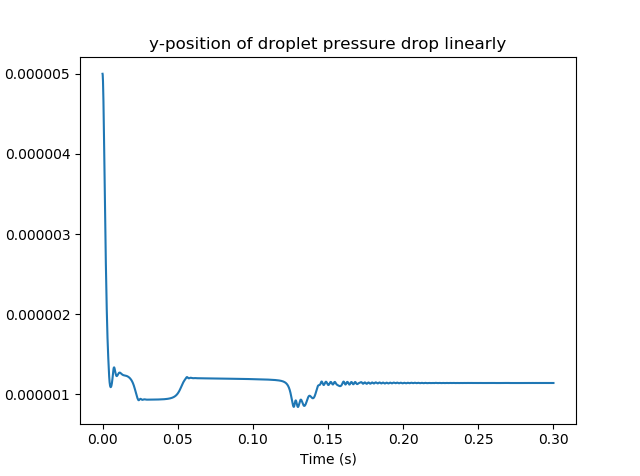 y-position of droplet pressure drop linearly
0.000005
0.000004
0.000003
0.000002
0.000001
0.00 0.05 0.10 0.15 0.20 0.25 0.30
Time (s)